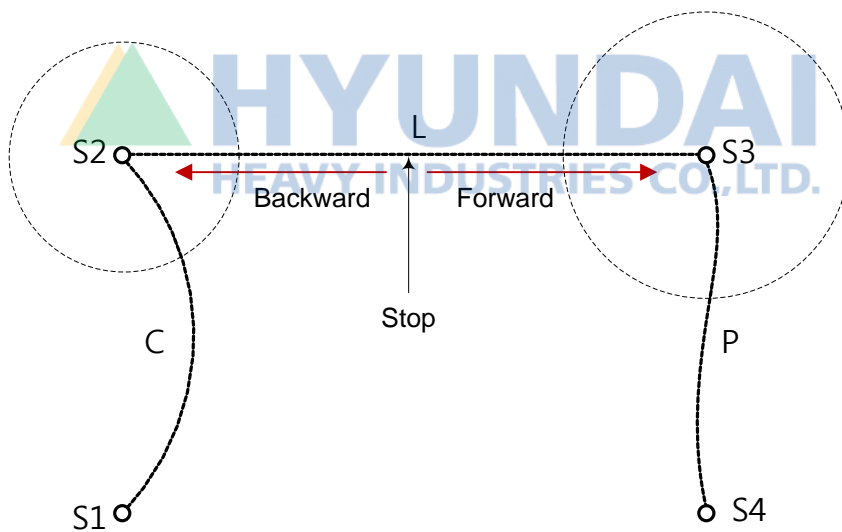 HYUNDAI
L
S2
S3
HEAVY INDUSTRIES CO.,LTD.
Backward
Forward
Stop
C
P
S1
S4